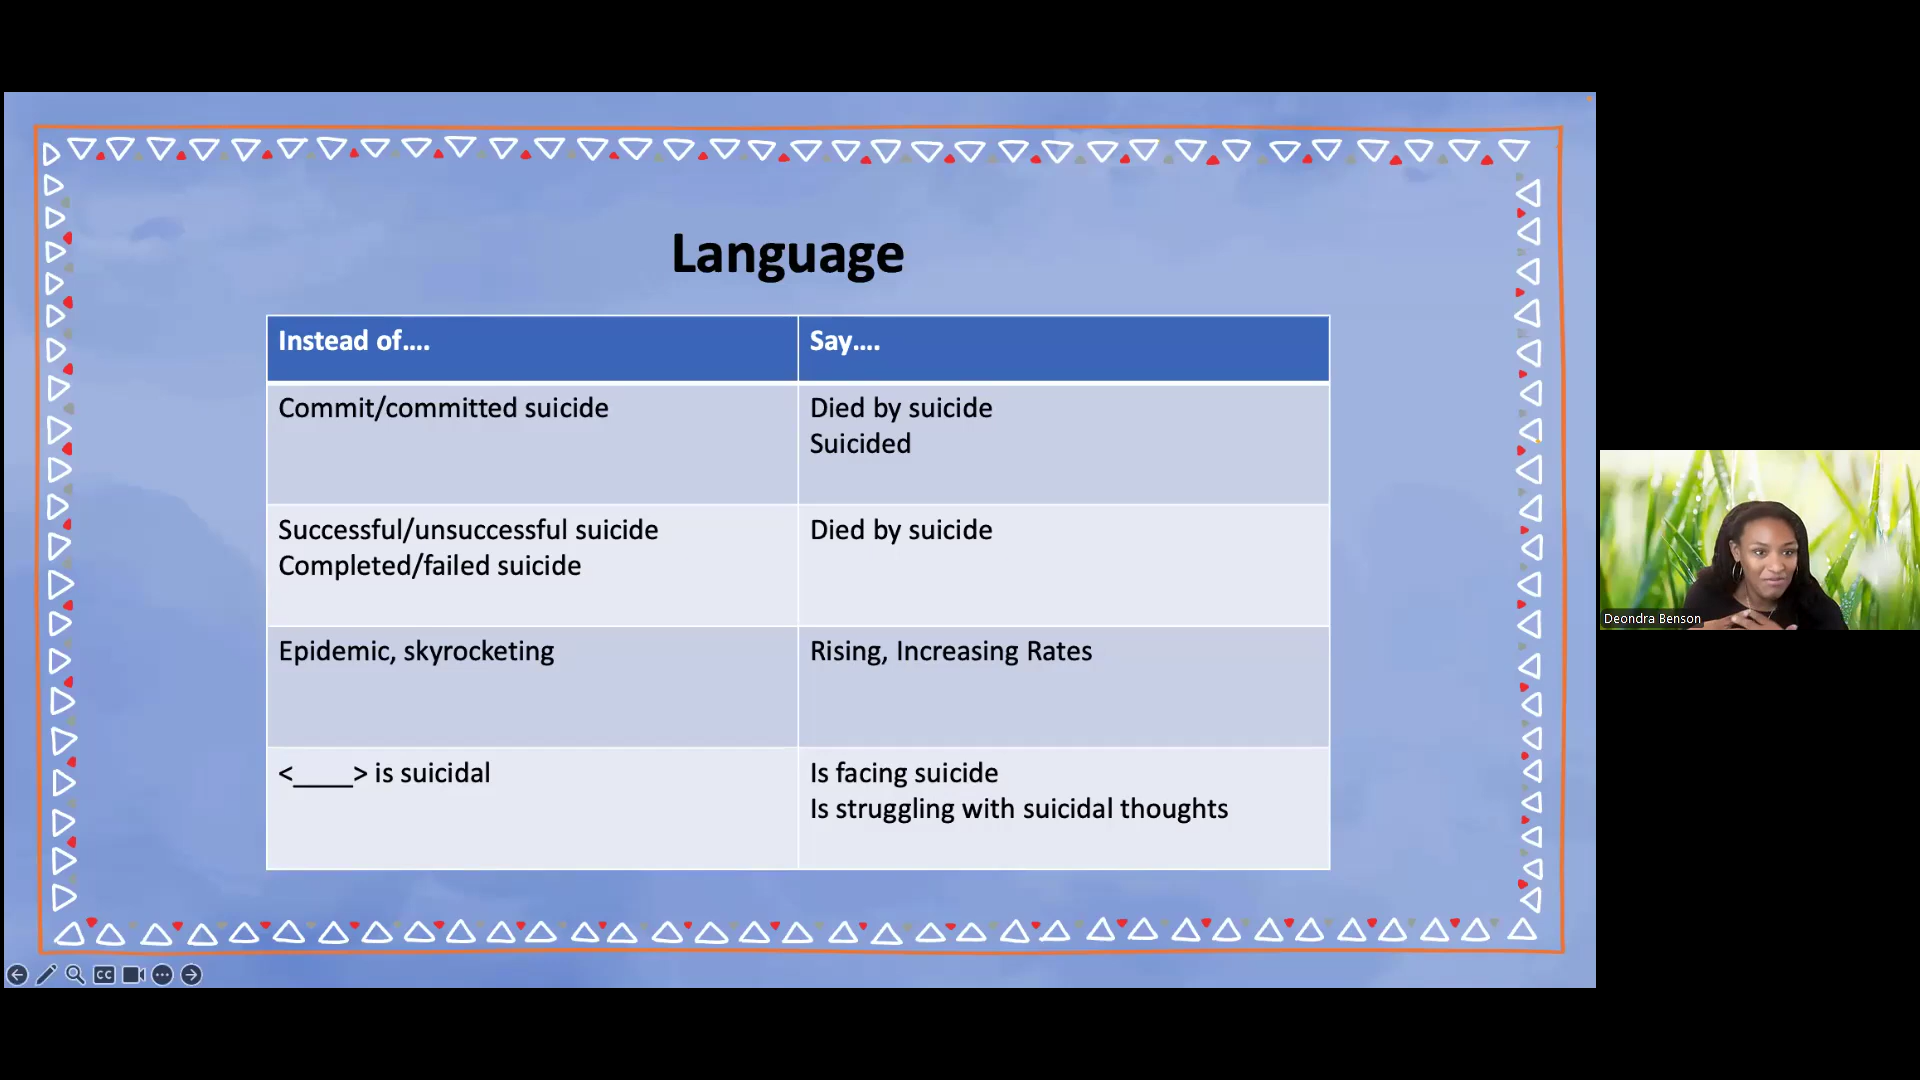 Language
Instead of....
Say....
Commit/committed suicide
Died by suicide
Suicided
Successful/unsuccessful suicide
Completed/failed suicide
Died by suicide
Epidemic, skyrocketing
Rising, Increasing Rates
<____> is suicidal
Is facing suicide
Is struggling with suicidal thoughts
Deondra Benson
CC